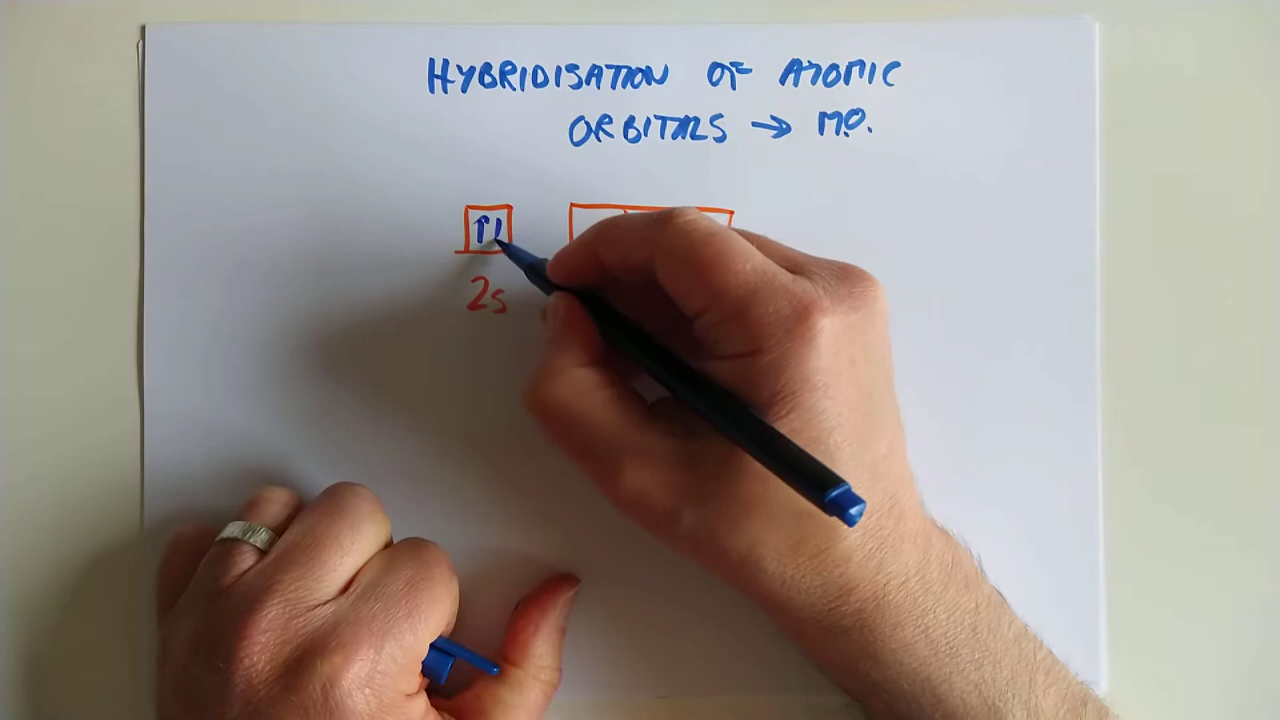 HYBRIDISATION OF ATOMIC
ORBITALS → M.O.
2s